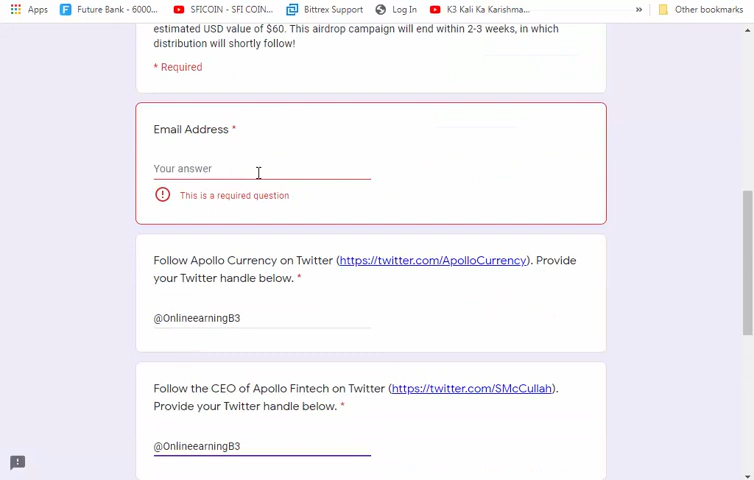 Apps
Future Bank - 6000...
SFICOIN - SFI COIN...
Bittrex Support
Log In
K3 Kali Ka Karishma...
»
Other bookmarks
estimated USD value of $60. This airdrop campaign will end within 2-3 weeks, in which
distribution will shortly follow!
* Required
Email Address *
Your answer
This is a required question
Follow Apollo Currency on Twitter (https://twitter.com/ApolloCurrency). Provide
your Twitter handle below. *
@OnlineearningB3
Follow the CEO of Apollo Fintech on Twitter (https://twitter.com/SMcCullah).
Provide your Twitter handle below. *
@OnlineearningB3